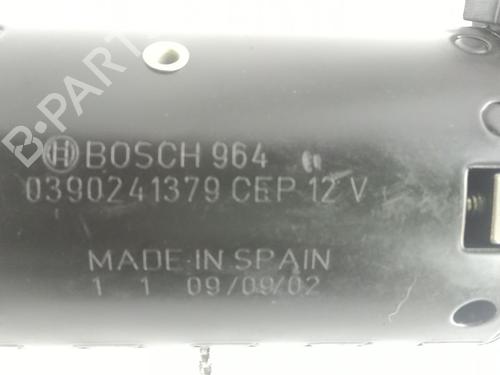 B-PARTS
BOSCH 964
0390241379 CEP 12 V
MADE IN SPAIN
1 1 09/09/02